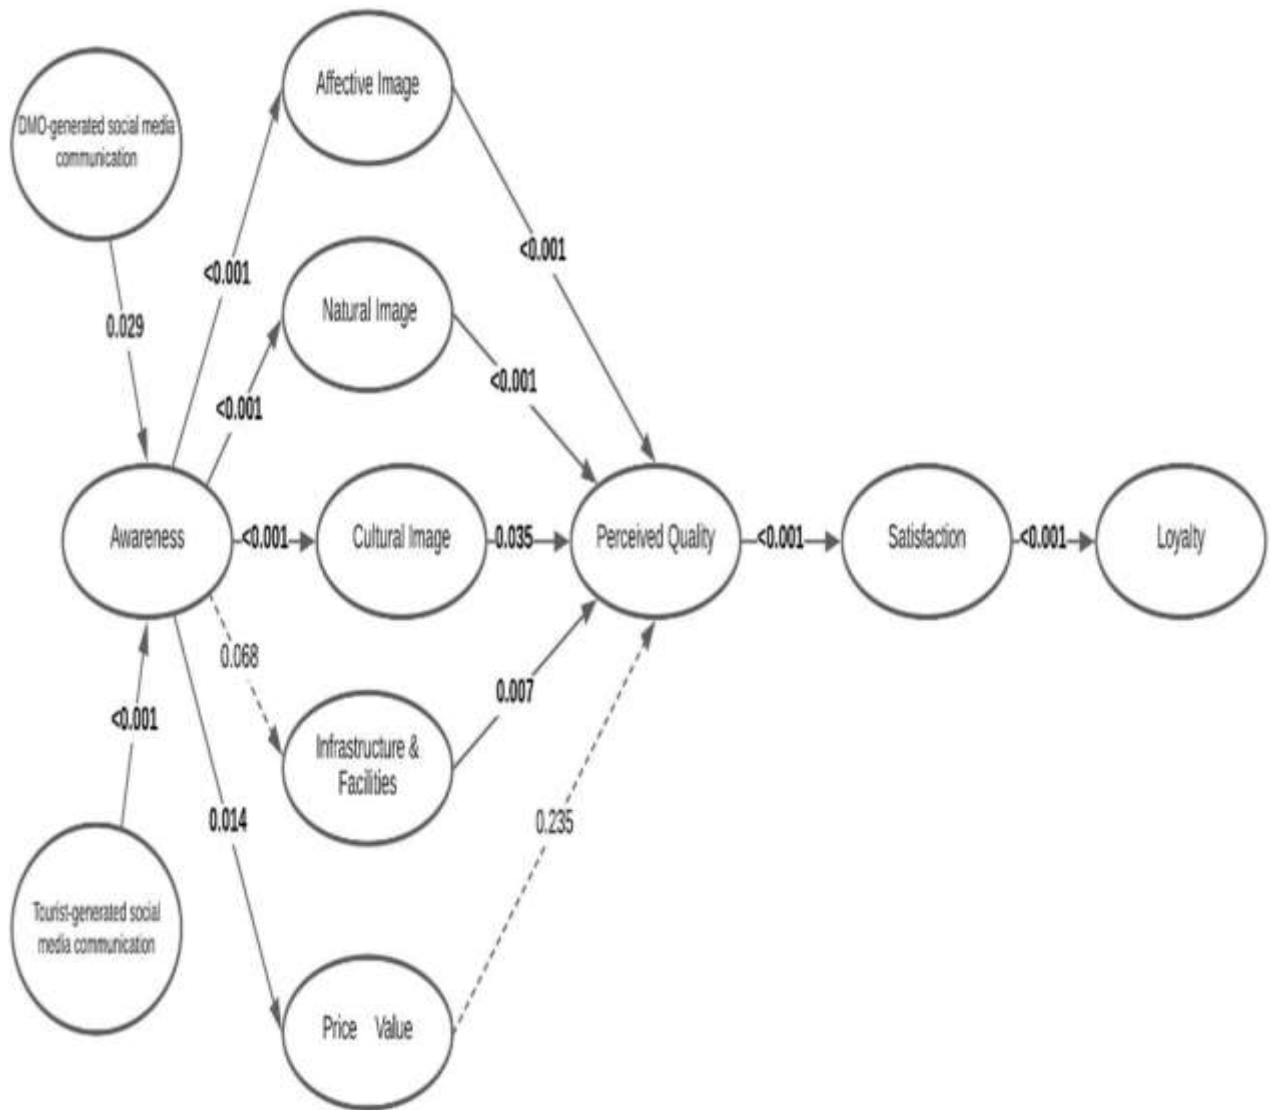 Affective Image
DMO-generated social media
communication
<0.001
<0.001
0.029
Natural Image
<0.001
<0.001
Awareness
<0.001
Cultural Image
0.035
Perceived Quality
<0.001
Satisfaction
<0.001
Loyalty
0.068
<0.001
0.007
Infrastructure &
Facilities
0.014
0.235
Tourist-generated social
media communication
Price Value